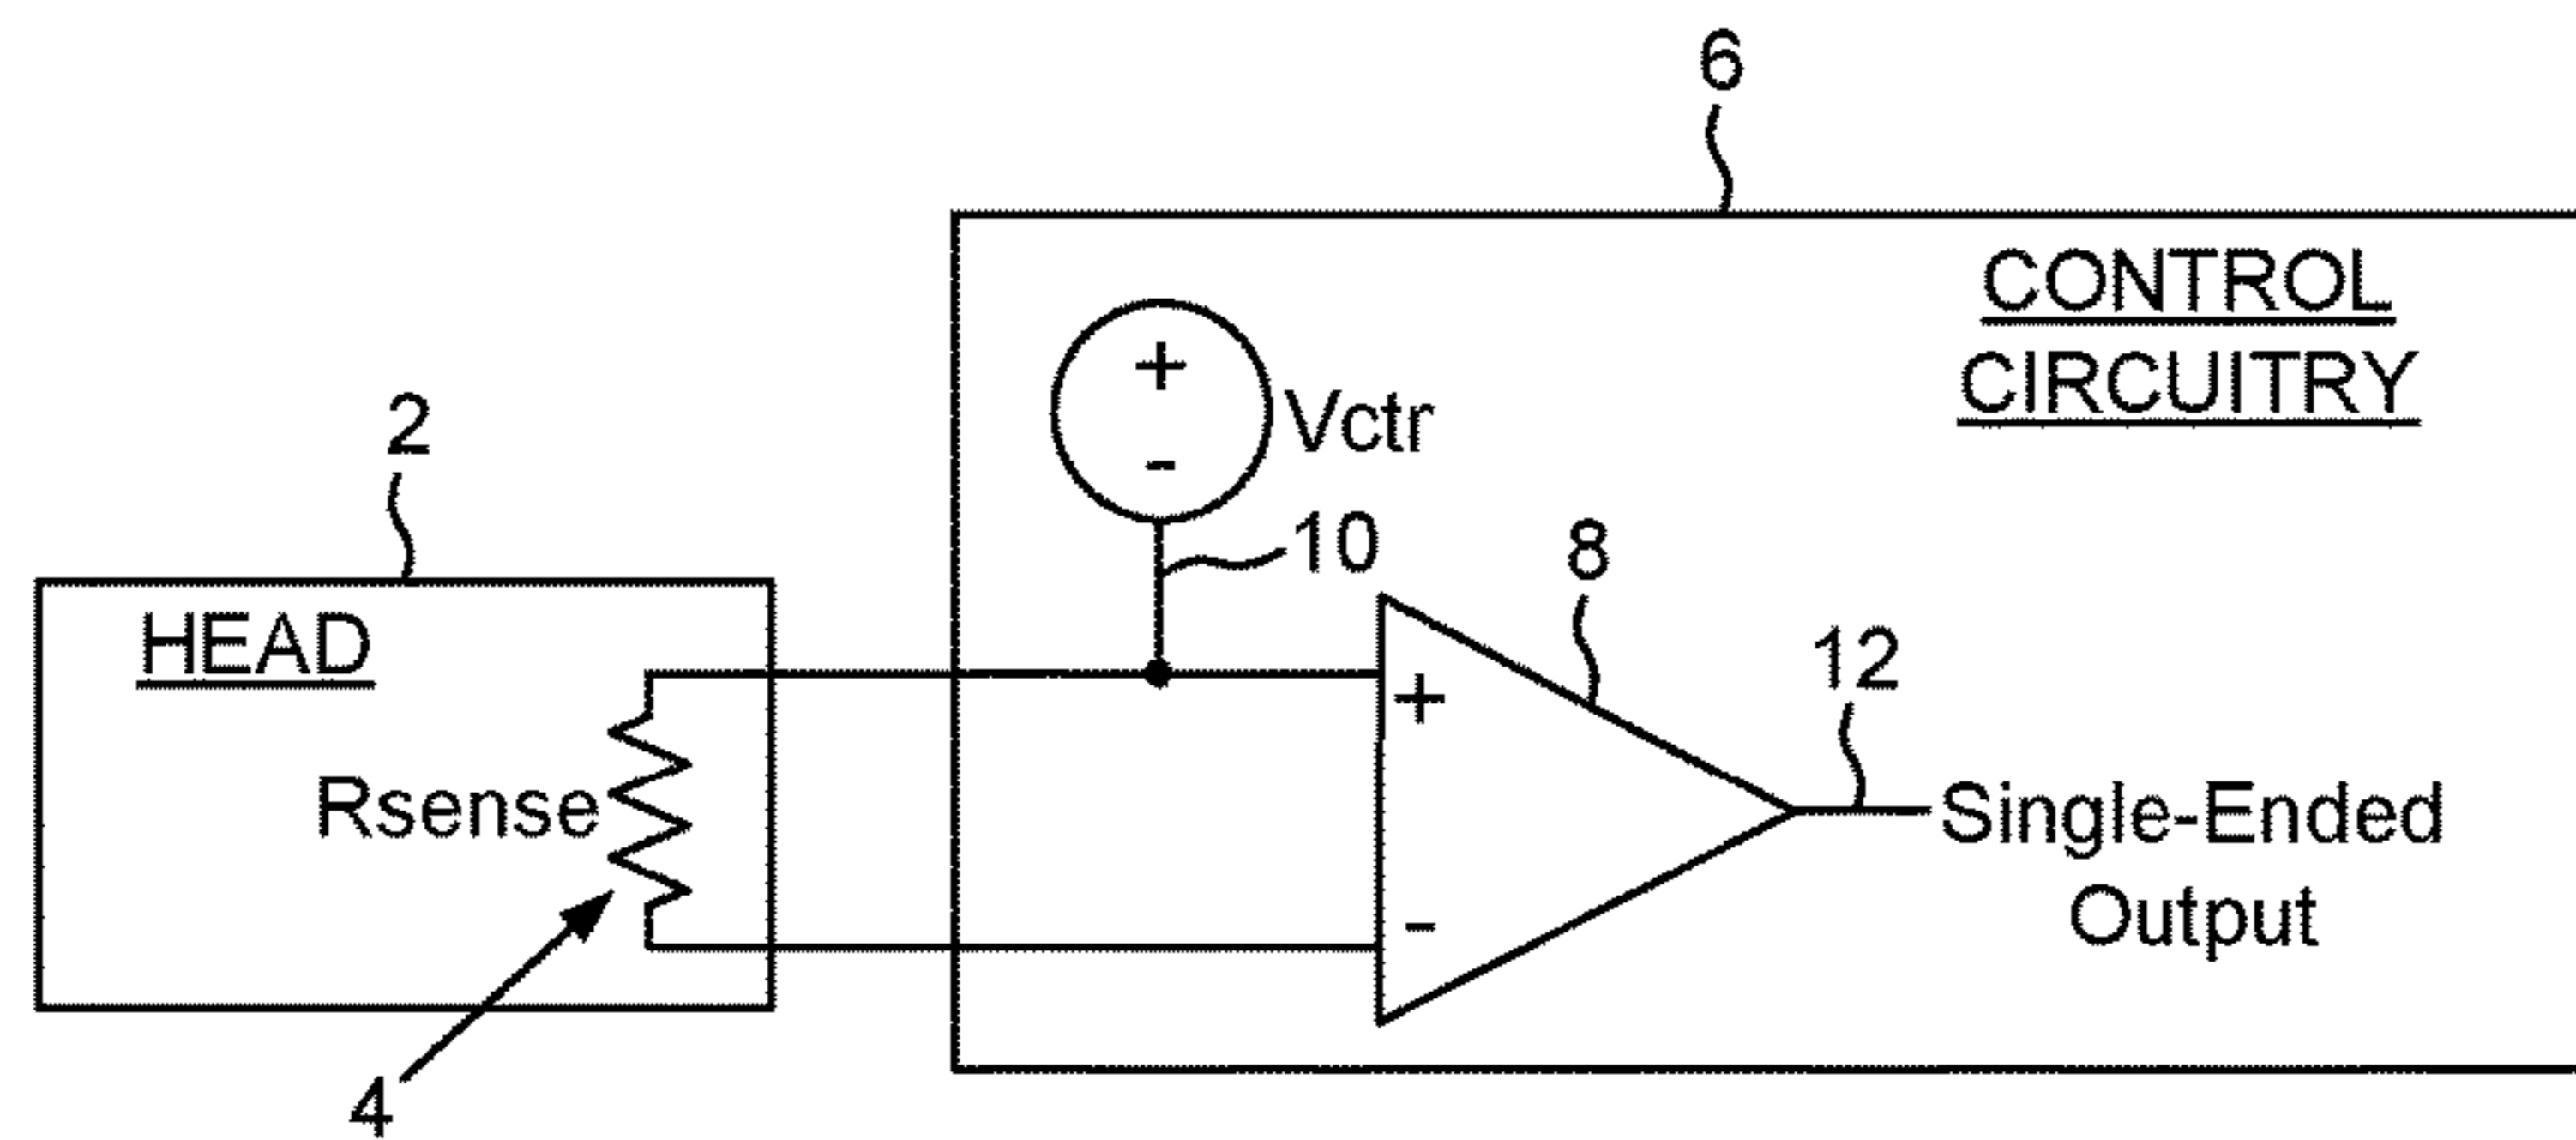 6
CONTROL
CIRCUITRY
+
-
Vctr
2
10
8
HEAD
12
+
Rsense
Single-Ended
Output
-
4